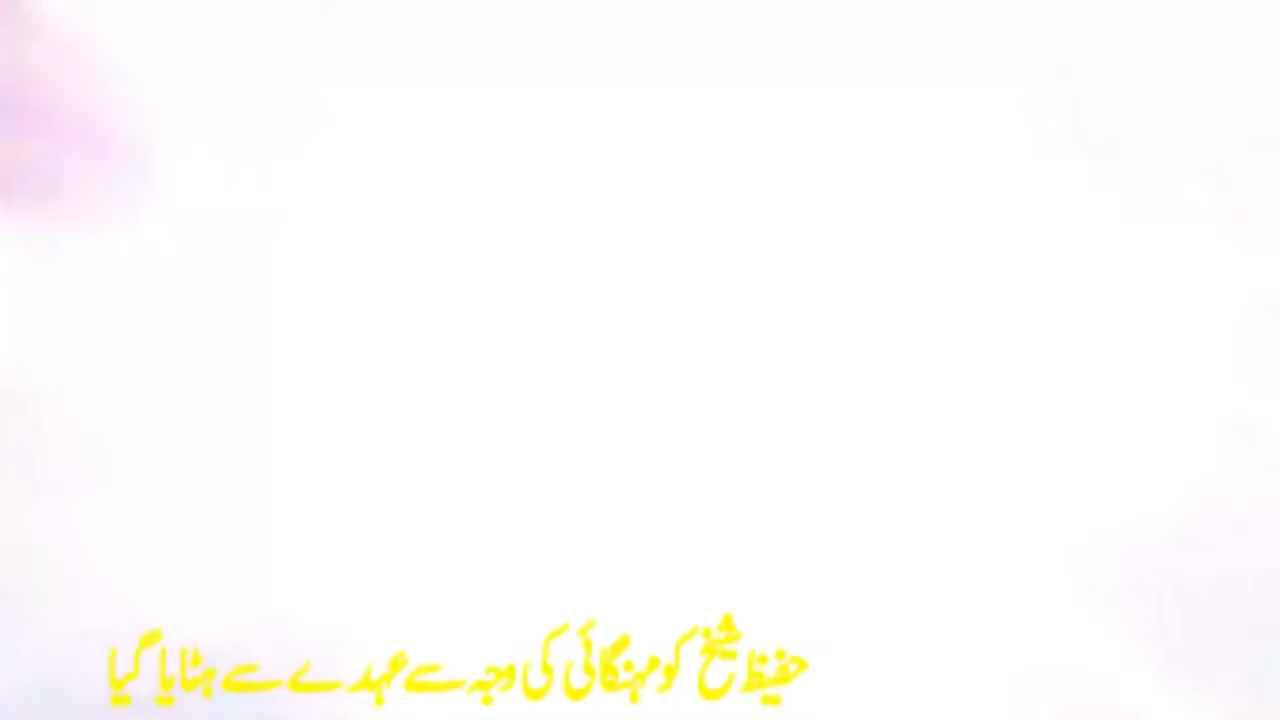 حفیظ شیخ کو مہنگائی کی وجہ سے عہدے سے ہٹایا گیا